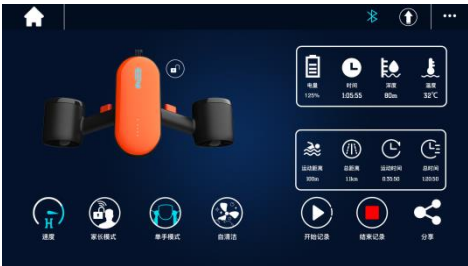 电量 时间 深度 温度
125% 1:05:55 80m 32℃
运动距离 总距离 运动时间 总时间
100m 11km 0:35:50 120:50
H
速度 家长模式 单手模式 自清洁 开始记录 结束记录 分享